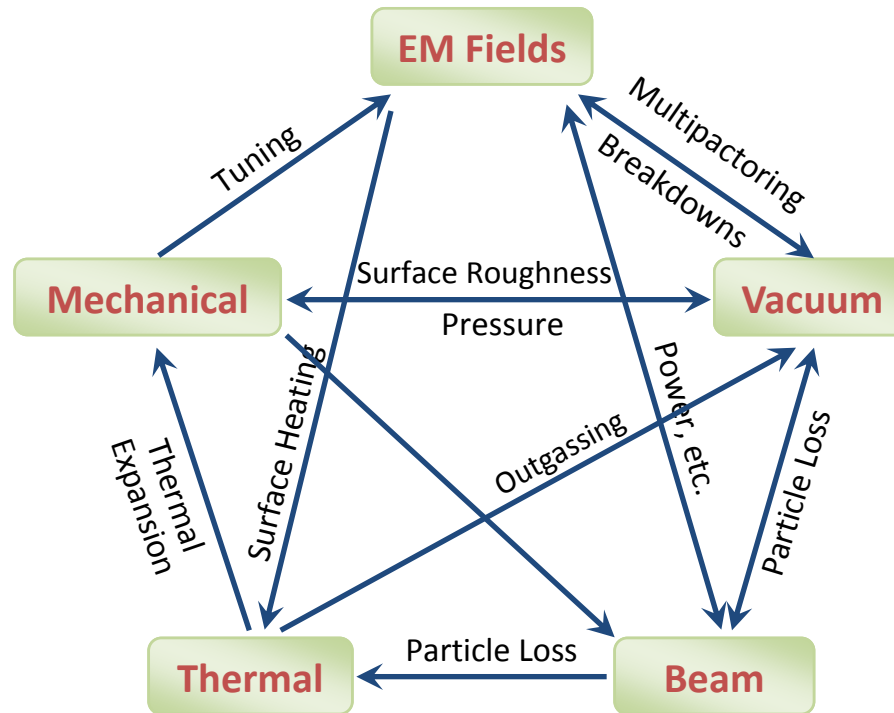 EM Fields
Multipactoring
Tuning
Breakdowns
Mechanical
Surface Roughness
Pressure
Vacuum
Surface Heating
Power, etc.
Outgassing
Thermal
Expansion
Particle Loss
Thermal
Particle Loss
Beam